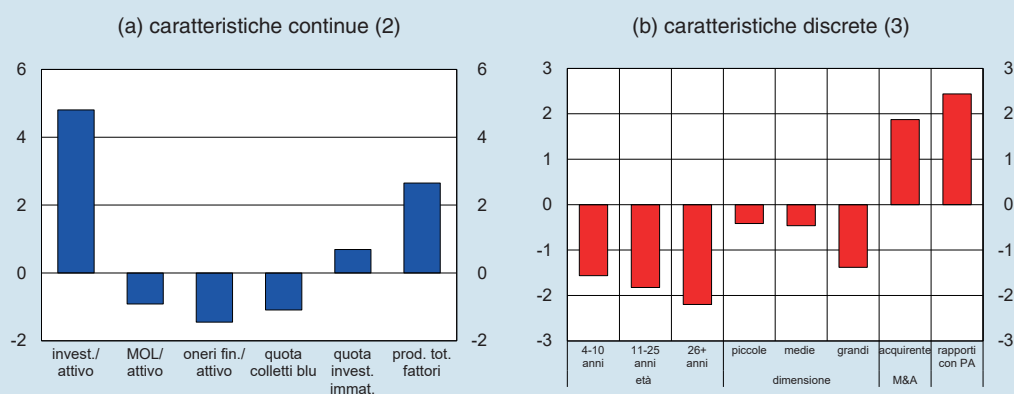 (a) caratteristiche continue (2)
6 6
4 4
2 2
0 0
-2 -2
invest./ MOL/ oneri fin./ quota quota prod. tot.
attivo attivo attivo colletti blu invest. fattori
immat.
(b) caratteristiche discrete (3)
3 3
2 2
1 1
0 0
-1 -1
-2 -2
-3 -3
4-10 11-25 26+ piccole medie grandi acquirente rapporti
anni anni anni con PA
età dimensione M&A